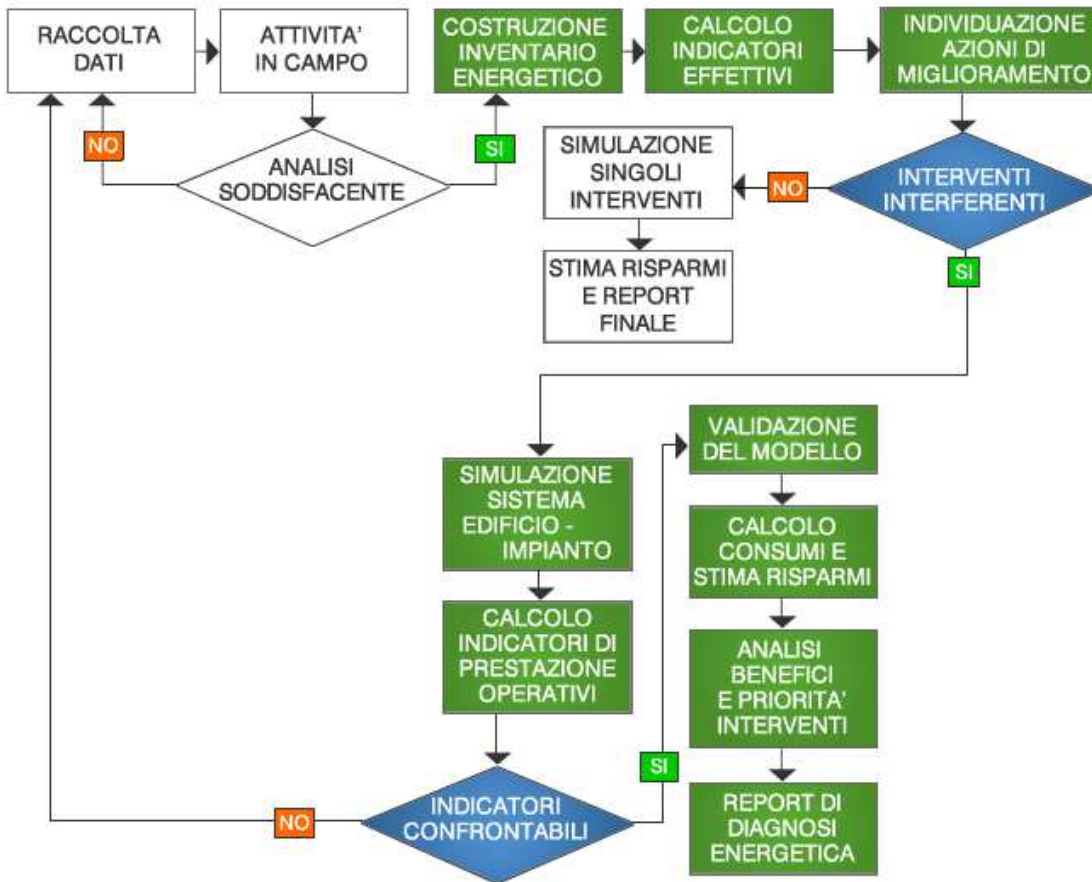 RACCOLTA
DATI
ATTIVITA'
IN CAMPO
COSTRUZIONE
INVENTARIO
ENERGETICO
CALCOLO
INDICATORI
EFFETTIVI
INDIVIDUAZIONE
AZIONI DI
MIGLIORAMENTO
NO
ANALISI
SODDISFACENTE
SI
SIMULAZIONE
SINGOLI
INTERVENTI
NO
INTERVENTI
INTERFERENTI
SI
STIMA RISPARMI
E REPORT
FINALE
SIMULAZIONE
SISTEMA
EDIFICIO -
IMPIANTO
CALCOLO
INDICATORI DI
PRESTAZIONE
OPERATIVI
INDICATORI
CONFRONTABILI
NO
SI
VALIDAZIONE
DEL MODELLO
CALCOLO
CONSUMI E
STIMA RISPARMI
ANALISI
BENEFICI
E PRIORITA'
INTERVENTI
REPORT DI
DIAGNOSI
ENERGETICA